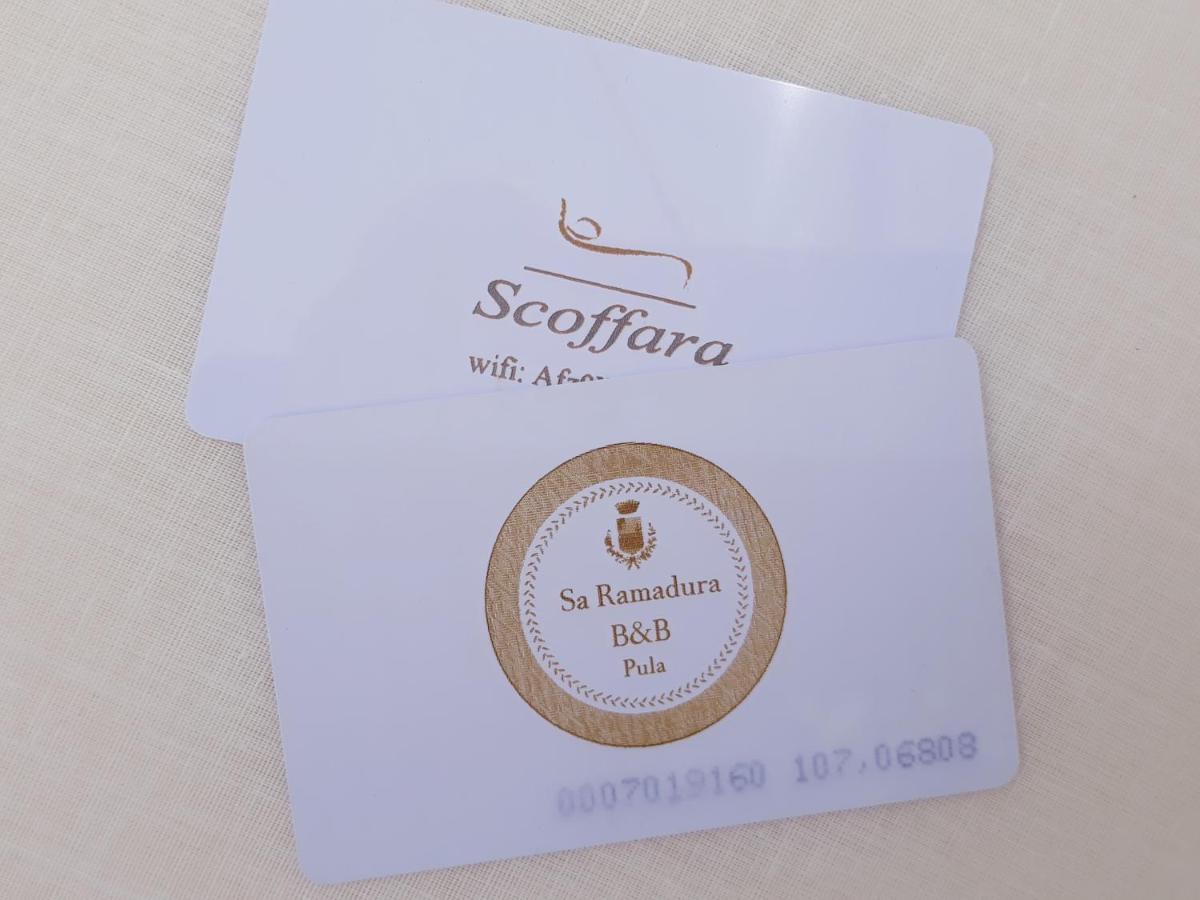 Scoffara
wifi:
Sa Ramadura
B&B
Pula
0007019160 107,06808